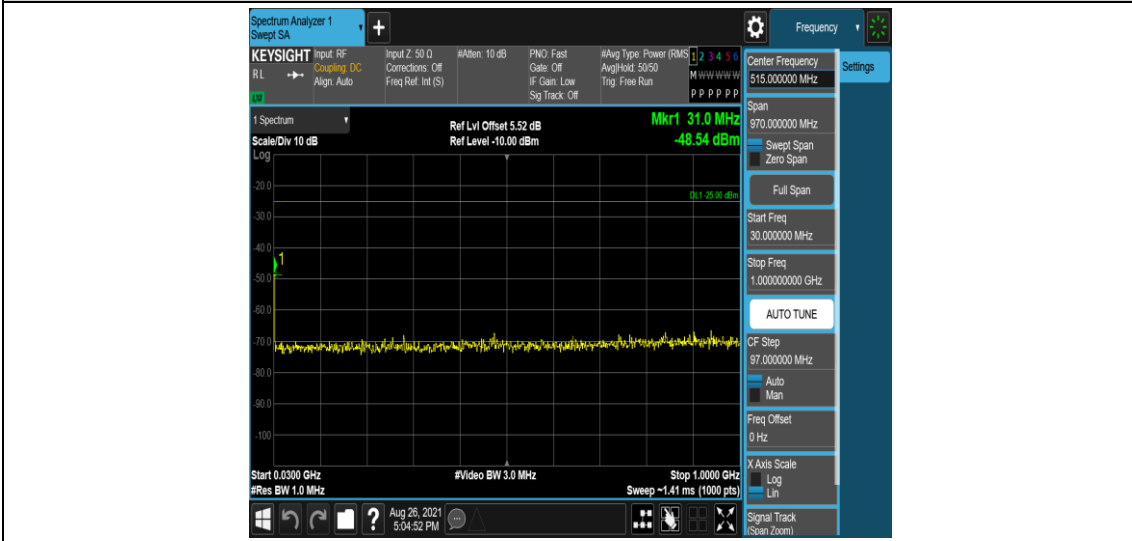 Spectrum Analyzer 1
Swept SA
+
Frequency
KEYSIGHT
RL
LXI
Input: RF
Coupling: DC
Align: Auto
Input Z: 50 Ω
Corrections: Off
Freq Ref: Int (S)
#Atten: 10 dB
PNO: Fast
Gate: Off
IF Gain: Low
Sig Track: Off
#Avg Type: Power (RMS
Avg|Hold: 50/50
Trig: Free Run
1 2 3 4 5 6
M W W W W W
P P P P P P
1 Spectrum
Scale/Div 10 dB
Log
Ref Lvl Offset 5.52 dB
Ref Level -10.00 dBm
Mkr1 31.0 MHz
-48.54 dBm
DL1 -25.00 dBm
-20.0
-30.0
-40.0
1
-50.0
-60.0
-70.0
-80.0
-90.0
-100
Start 0.0300 GHz
#Res BW 1.0 MHz
#Video BW 3.0 MHz
Stop 1.0000 GHz
Sweep ~1.41 ms (1000 pts)
?
Aug 26, 2021
5:04:52 PM
Settings
Center Frequency
515.000000 MHz
Span
970.000000 MHz
Swept Span
Zero Span
Full Span
Start Freq
30.000000 MHz
Stop Freq
1.000000000 GHz
AUTO TUNE
CF Step
97.000000 MHz
Auto
Man
Freq Offset
0 Hz
X Axis Scale
Log
Lin
Signal Track
(Span Zoom)